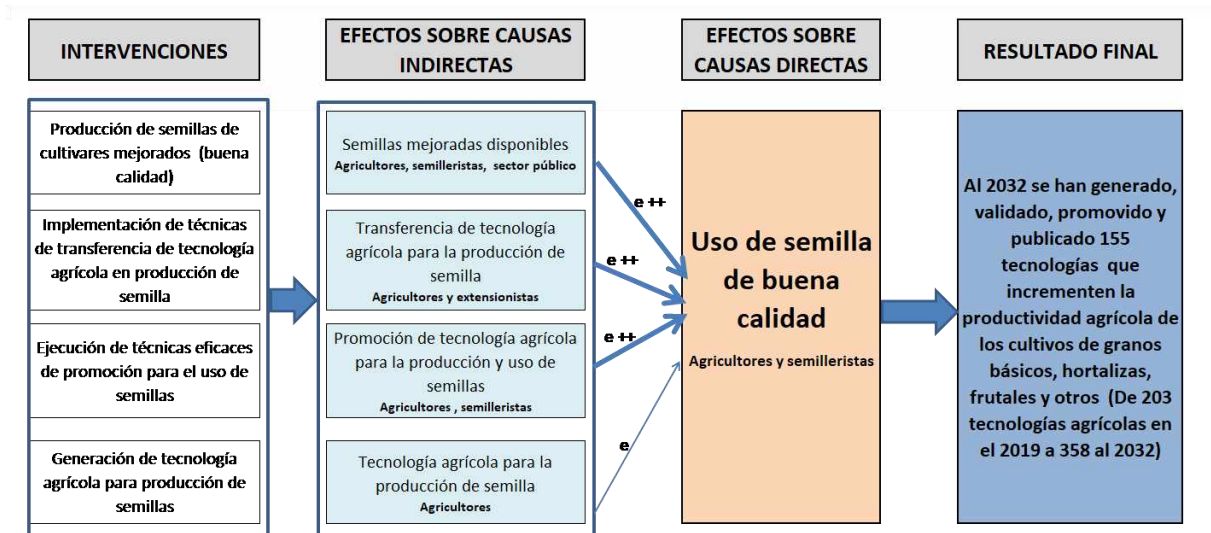 INTERVENCIONES
EFECTOS SOBRE CAUSAS
INDIRECTAS
EFECTOS SOBRE
CAUSAS DIRECTAS
RESULTADO FINAL
Producción de semillas de
cultivares mejorados (buena
calidad)
Implementación de técnicas
de transferencia de tecnología
agrícola en producción de
semilla
Ejecución de técnicas eficaces
de promoción para el uso de
semillas
Generación de tecnología
agrícola para producción de
semillas
Semillas mejoradas disponibles
Agricultores, semilleristas, sector público
Transferencia de tecnología
agrícola para la producción de
semilla
Agricultores y extensionistas
Promoción de tecnología agrícola
para la producción y uso de
semillas
Agricultores , semilleristas
Tecnología agrícola para la
producción de semilla
Agricultores
e ++
e ++
e ++
e
Uso de semilla
de buena
calidad
Agricultores y semilleristas
Al 2032 se han generado,
validado, promovido y
publicado 155
tecnologías que
incrementen la
productividad agrícola de
los cultivos de granos
básicos, hortalizas,
frutales y otros (De 203
tecnologías agrícolas en
el 2019 a 358 al 2032)